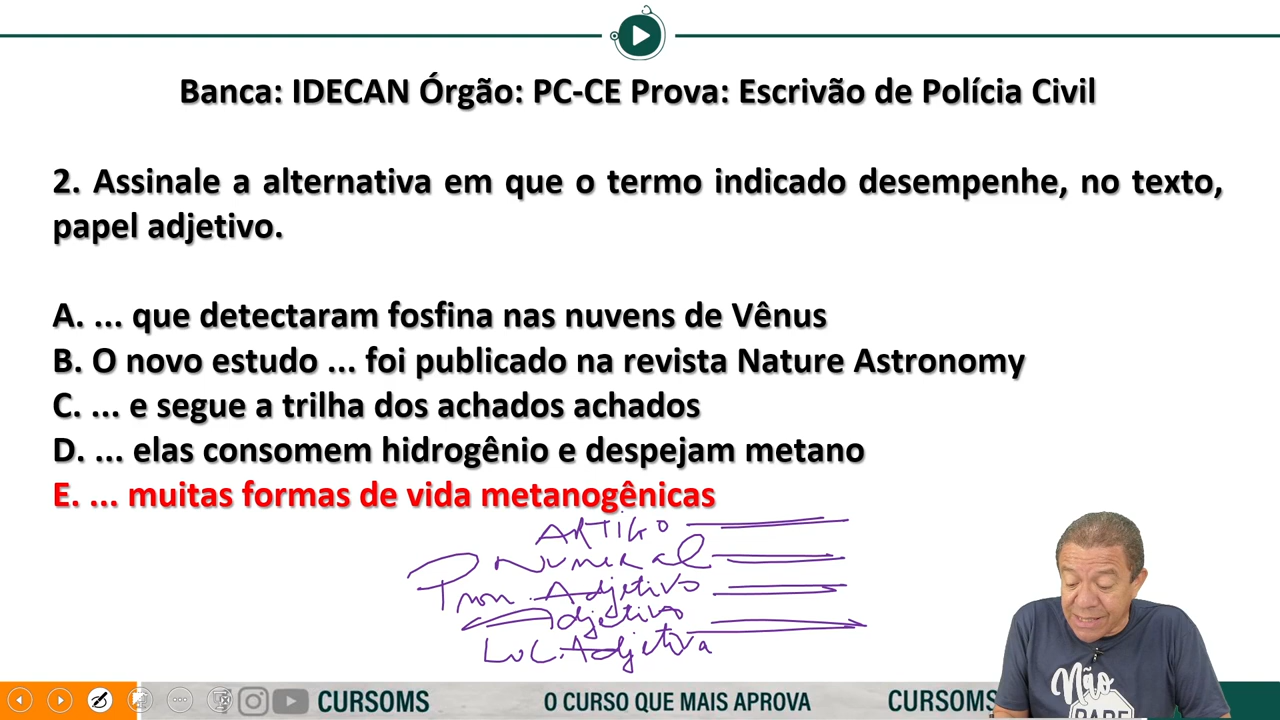 Banca: IDECAN Órgão: PC-CE Prova: Escrivão de Polícia Civil
2. Assinale a alternativa em que o termo indicado desempenhe, no texto,
papel adjetivo.
A. ... que detectaram fosfina nas nuvens de Vênus
B. O novo estudo ... foi publicado na revista Nature Astronomy
C. ... e segue a trilha dos achados achados
D. ... elas consomem hidrogênio e despejam metano
E. ... muitas formas de vida metanogênicas
ARTIGO
Numeral
Pron. Adjetivo
Adjetivo
Loc. Adjetiva
Não
PARE
CURSOMS
O CURSO QUE MAIS APROVA
CURSOMS